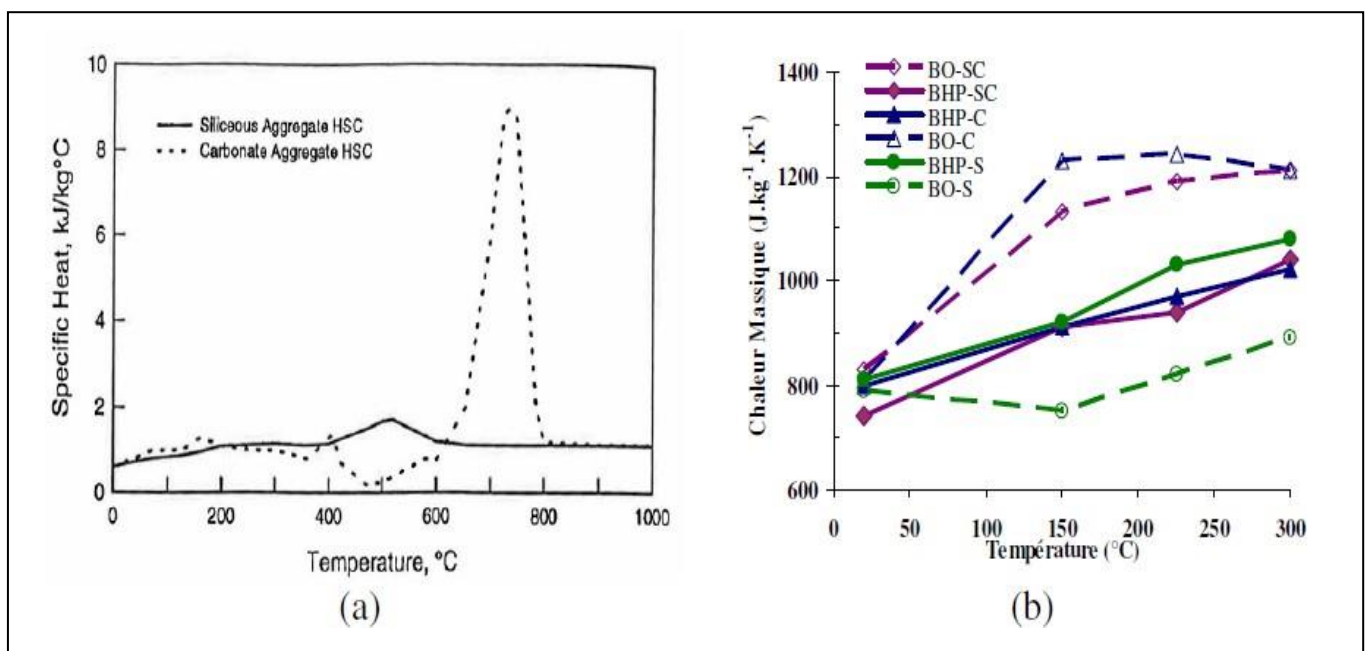 10
8
6
4
2
0
Specific Heat, kJ/kg°C
Siliceous Aggregate HSC
Carbonate Aggregate HSC
0 200 400 600 800 1000
Temperature, °C
(a)
1400
1200
1000
800
600
Chaleur Massique (J.kg⁻¹.K⁻¹)
BO-SC
BHP-SC
BHP-C
BO-C
BHP-S
BO-S
0 50 100 150 200 250 300
Température (°C)
(b)